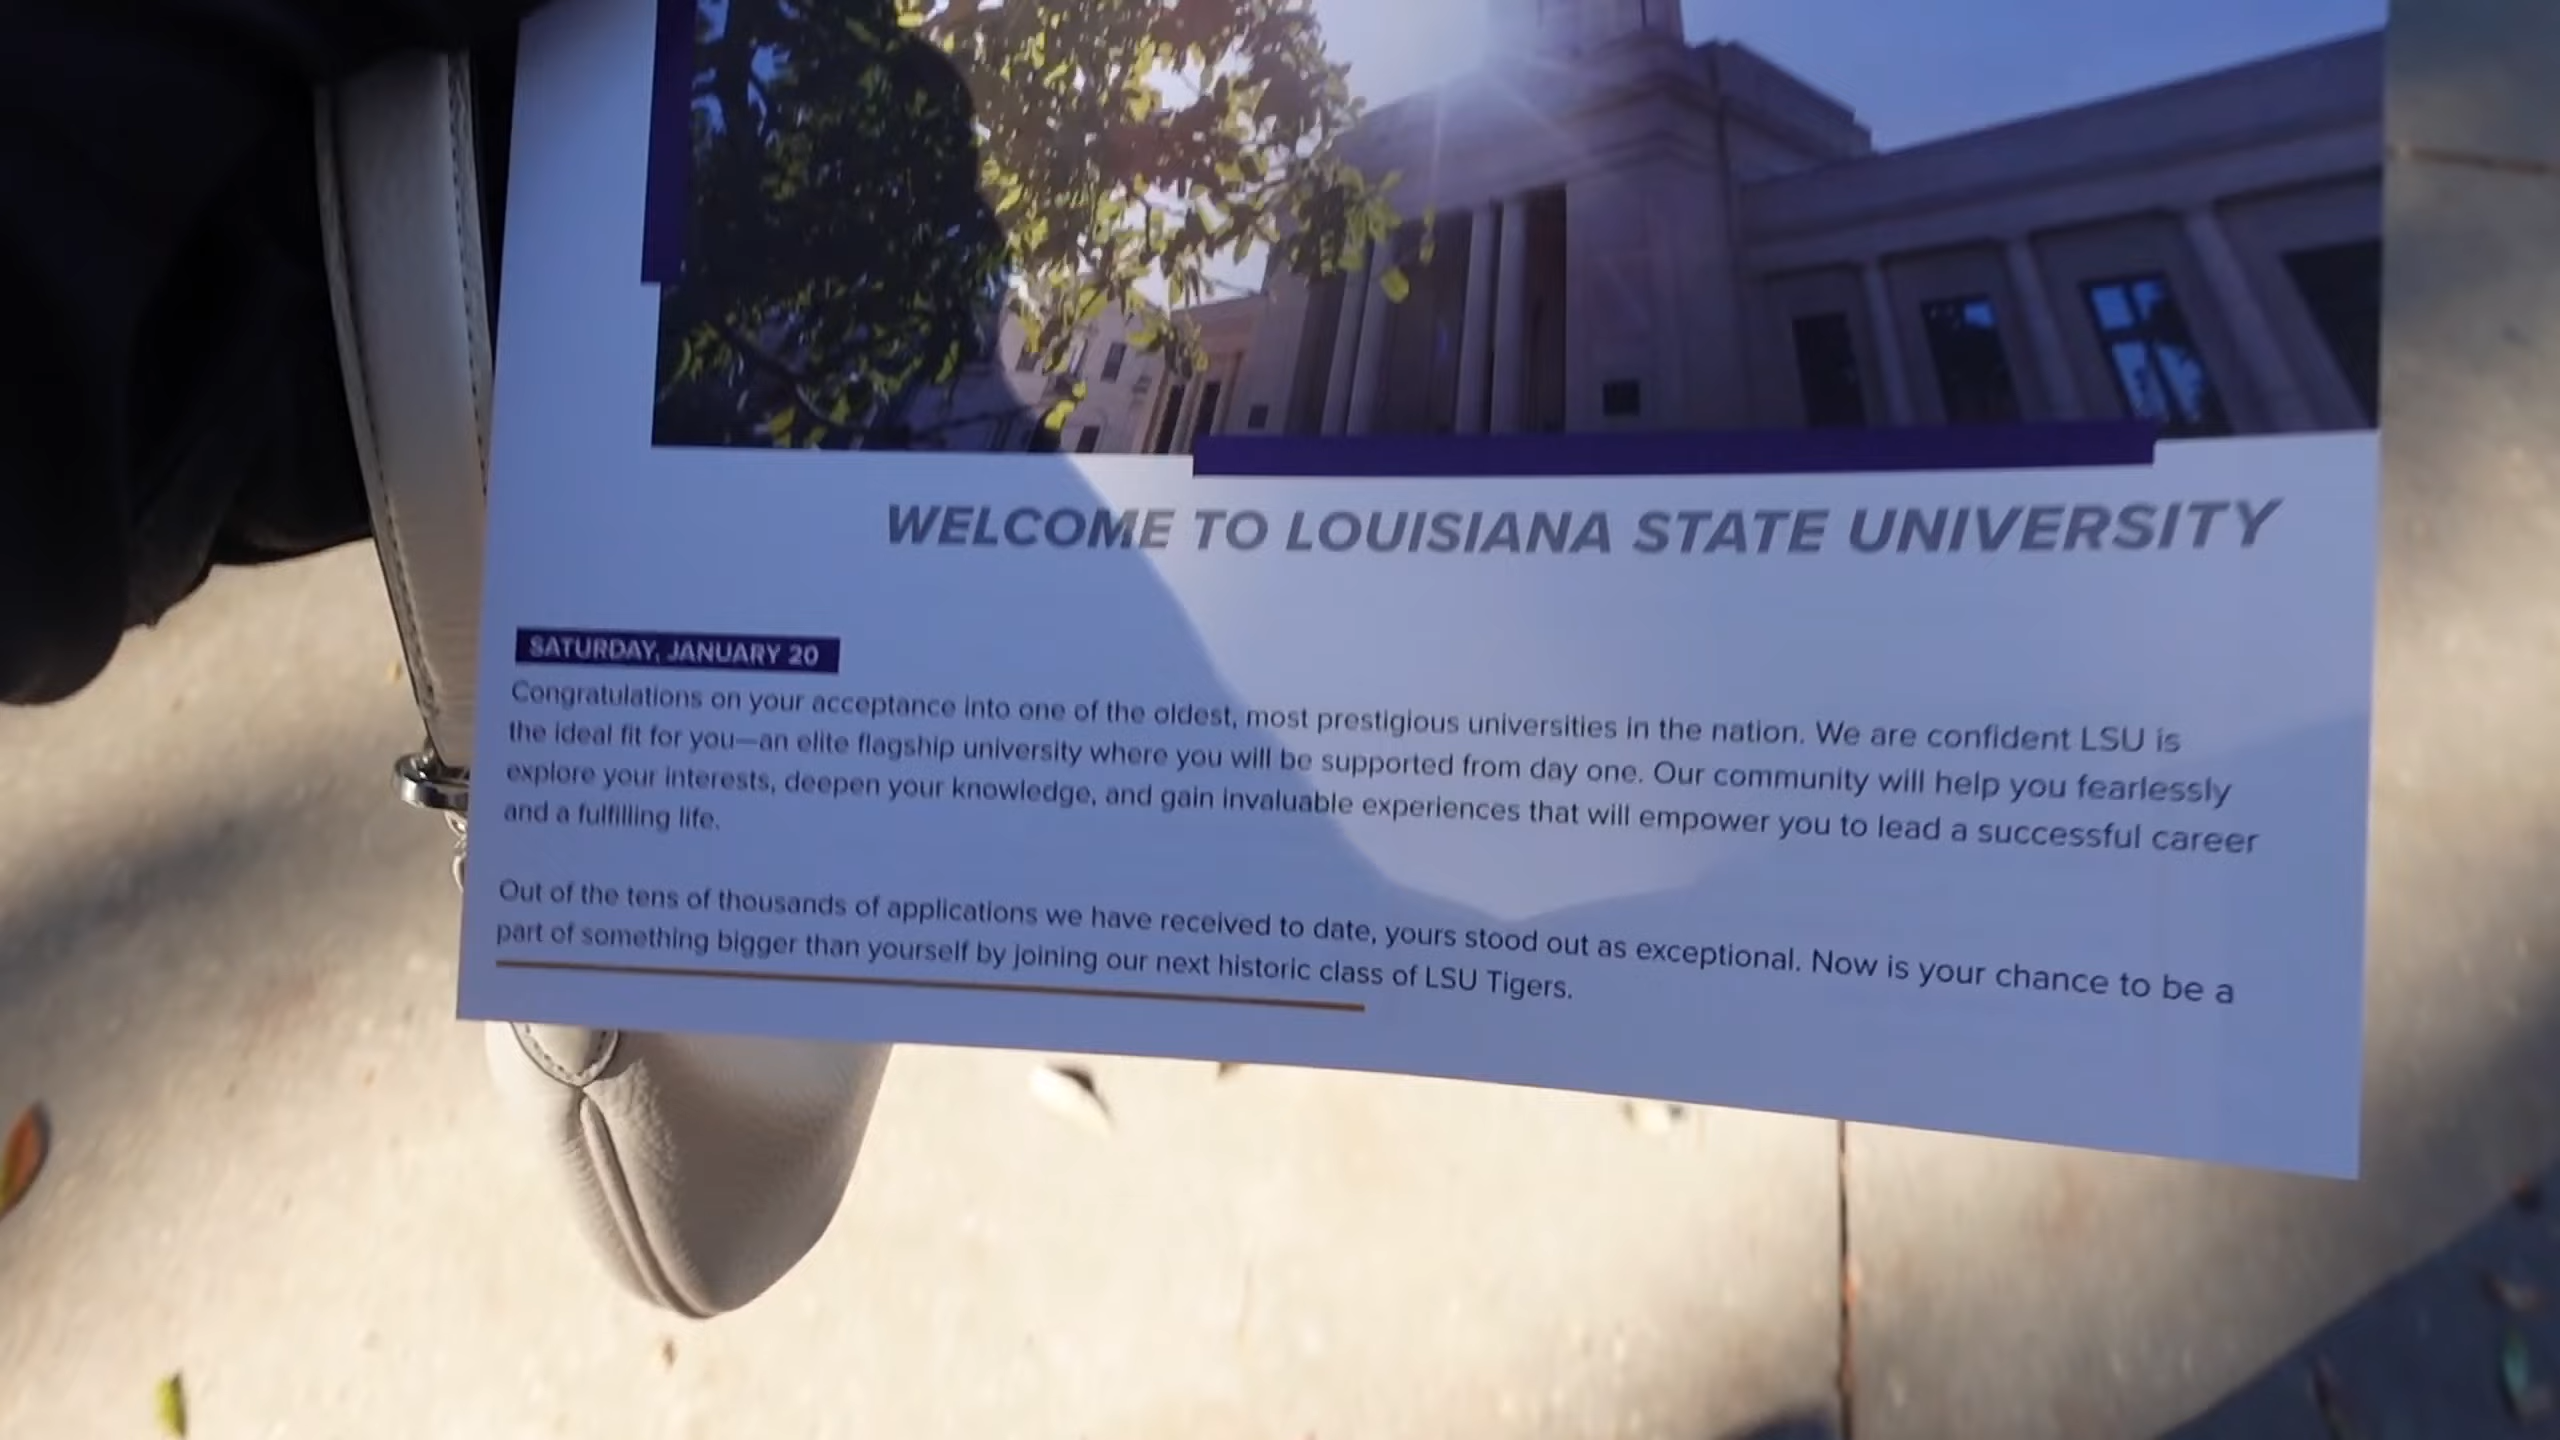 WELCOME TO LOUISIANA STATE UNIVERSITY
SATURDAY, JANUARY 20
Congratulations on your acceptance into one of the oldest, most prestigious universities in the nation. We are confident LSU is
the ideal fit for you—an elite flagship university where you will be supported from day one. Our community will help you fearlessly
explore your interests, deepen your knowledge, and gain invaluable experiences that will empower you to lead a successful career
and a fulfilling life.
Out of the tens of thousands of applications we have received to date, yours stood out as exceptional. Now is your chance to be a
part of something bigger than yourself by joining our next historic class of LSU Tigers.